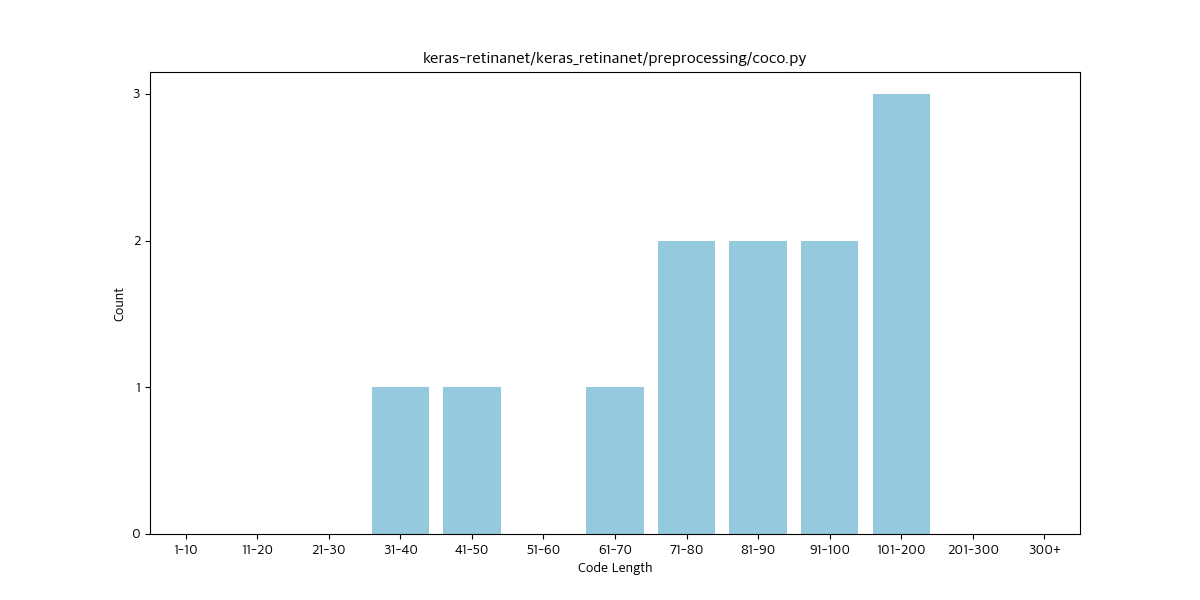 keras-retinanet/keras_retinanet/preprocessing/coco.py
3
2
1
0
Count
1-10 11-20 21-30 31-40 41-50 51-60 61-70 71-80 81-90 91-100 101-200 201-300 300+
Code Length